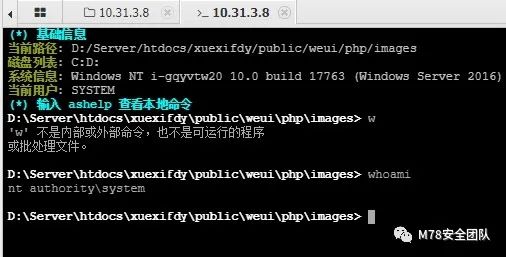 10.31.3.8
10.31.3.8
(*) 基础信息
当前路径: D:/Server/htdocs/xuexifdy/public/weui/php/images
磁盘列表: C:D:
系统信息: Windows NT i-gqyvtw20 10.0 build 17763 (Windows Server 2016)
当前用户: SYSTEM
(*) 输入 ashelp 查看本地命令
D:\Server\htdocs\xuexifdy\public\weui\php\images> w
'w' 不是内部或外部命令，也不是可运行的程序
或批处理文件。
D:\Server\htdocs\xuexifdy\public\weui\php\images> whoami
nt authority\system
D:\Server\htdocs\xuexifdy\public\weui\php\images>
M78安全团队